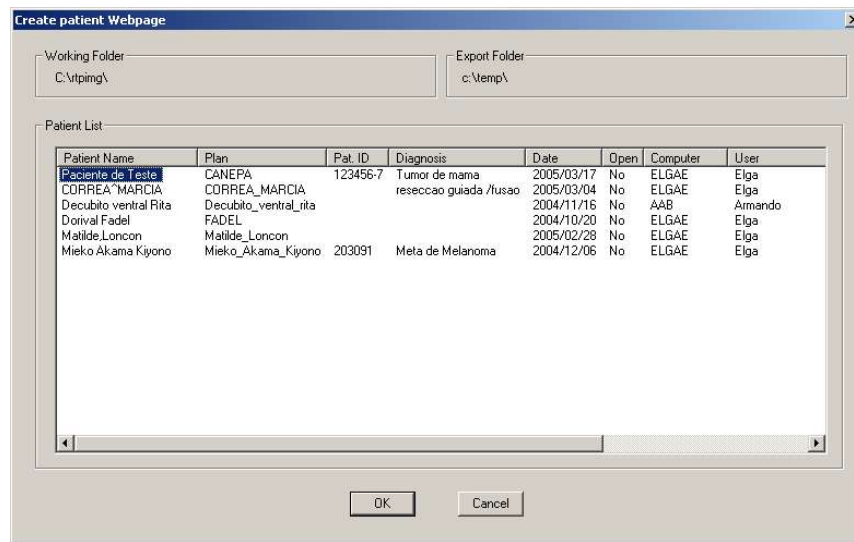 Create patient Webpage
Working Folder Export Folder
C:\rtpimg\ c:\temp\
Patient List
Patient Name Plan Pat. ID Diagnosis Date Open Computer User
Paciente de Teste CANEPA 123456-7 Tumor de mama 2005/03/17 No ELGAE Elga
CORREA^MARCIA CORREA_MARCIA reseccao guiada /fusao 2005/03/04 No ELGAE Elga
Decubito ventral Rita Decubito_ventral_rita 2004/11/16 No AAB Armando
Dorival Fadel FADEL 2004/10/20 No ELGAE Elga
Matilde,Loncon Matilde_Loncon 2005/02/28 No ELGAE Elga
Mieko Akama Kiyono Mieko_Akama_Kiyono 203091 Meta de Melanoma 2004/12/06 No ELGAE Elga
OK Cancel